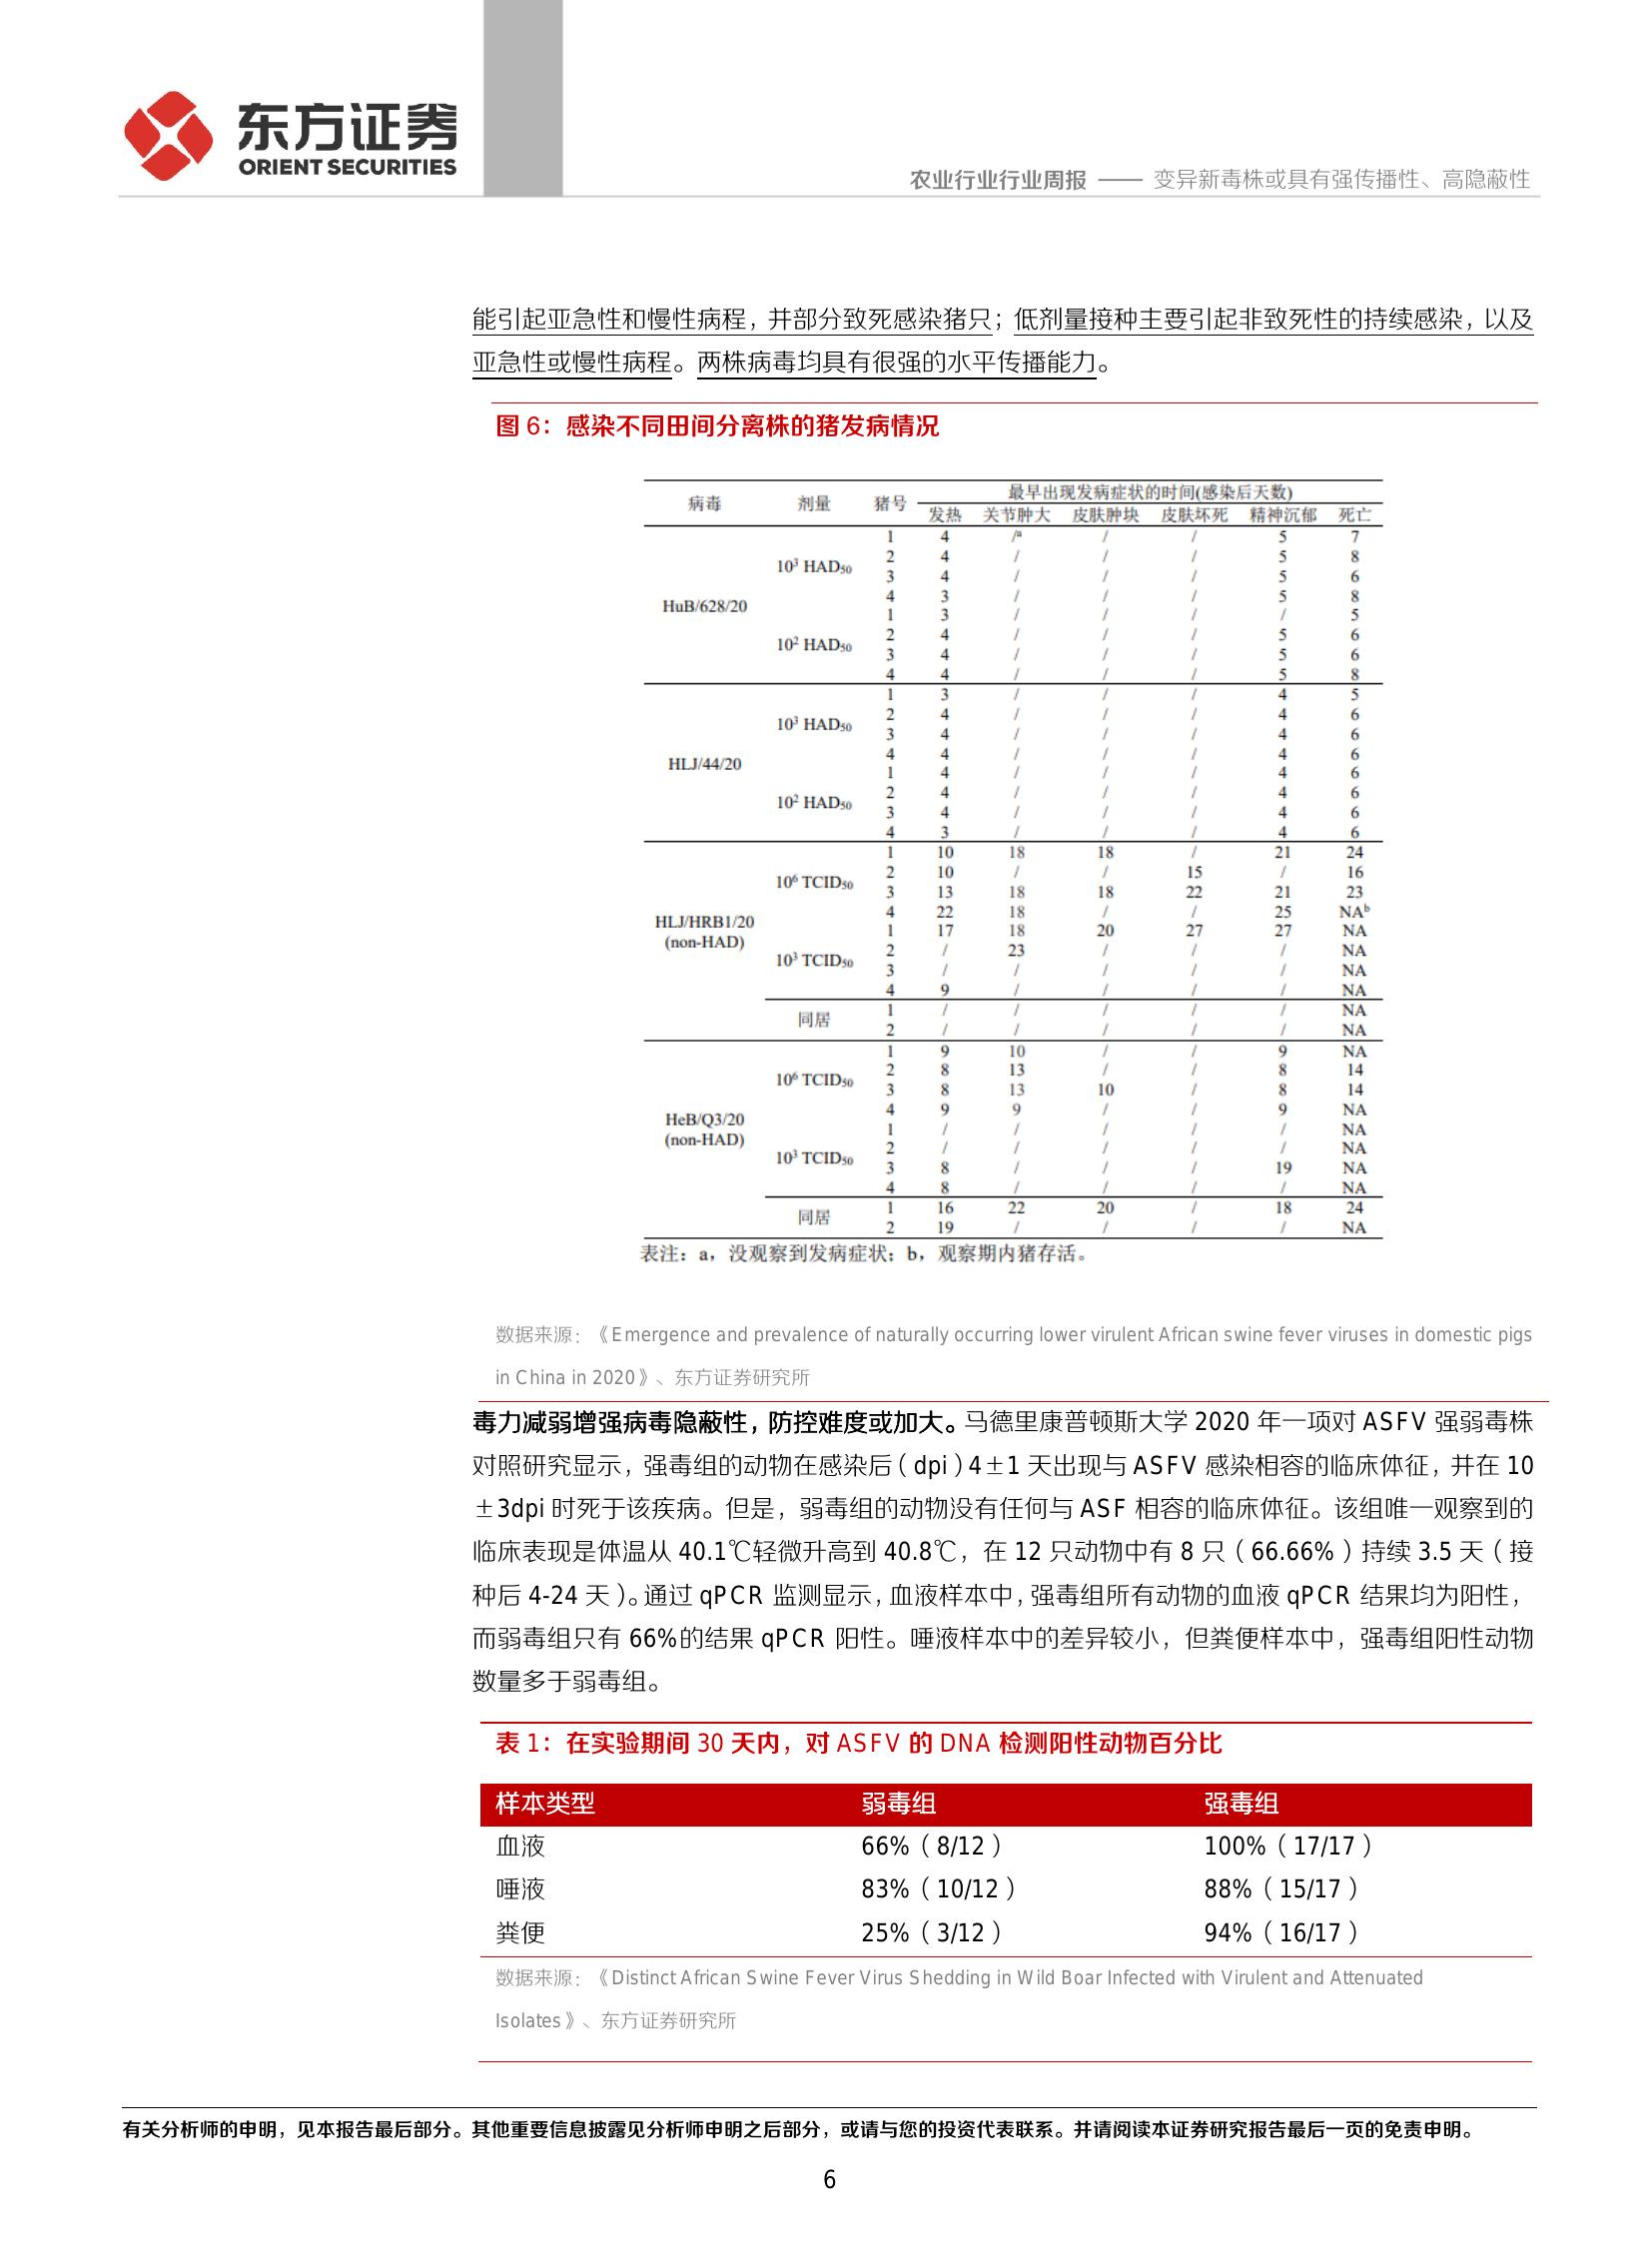 东方证券
ORIENT SECURITIES
农业行业行业周报 —— 变异新毒株或具有强传播性、高隐蔽性
能引起亚急性和慢性病程，并部分致死感染猪只；低剂量接种主要引起非致死性的持续感染，以及
亚急性或慢性病程。两株病毒均具有很强的水平传播能力。
图 6：感染不同田间分离株的猪发病情况
病毒 剂量 猪号 最早出现发病症状的时间(感染后天数)
发热 关节肿大 皮肤肿块 皮肤坏死 精神沉郁 死亡
HuB/628/20
10³ HAD₅₀
1 4 /ᵃ / / 5 7
2 4 / / / 5 8
3 4 / / / 5 6
4 3 / / / 5 8
10² HAD₅₀
1 3 / / / / 5
2 4 / / / 5 6
3 4 / / / 5 6
4 4 / / / 5 8
HLJ/44/20
10³ HAD₅₀
1 3 / / / 4 5
2 4 / / / 4 6
3 4 / / / 4 6
4 4 / / / 4 6
10² HAD₅₀
1 4 / / / 4 6
2 4 / / / 4 6
3 4 / / / 4 6
4 3 / / / 4 6
HLJ/HRB1/20
(non-HAD)
10⁶ TCID₅₀
1 10 18 18 / 21 24
2 10 / / 15 / 16
3 13 18 18 22 21 23
4 22 18 / / 25 NAᵇ
10³ TCID₅₀
1 17 18 20 27 27 NA
2 / 23 / / / NA
3 / / / / / NA
4 9 / / / / NA
同居
1 / / / / / NA
2 / / / / / NA
HeB/Q3/20
(non-HAD)
10⁶ TCID₅₀
1 9 10 / / 9 NA
2 8 13 / / 8 14
3 8 13 10 / 8 14
4 9 9 / / 9 NA
10³ TCID₅₀
1 / / / / / NA
2 / / / / / NA
3 8 / / / 19 NA
4 8 / / / / NA
同居
1 16 22 20 / 18 24
2 19 / / / / NA
表注：a，没观察到发病症状；b，观察期内猪存活。
数据来源：《Emergence and prevalence of naturally occurring lower virulent African swine fever viruses in domestic pigs
in China in 2020》、东方证券研究所
毒力减弱增强病毒隐蔽性，防控难度或加大。马德里康普顿斯大学 2020 年一项对 ASFV 强弱毒株
对照研究显示，强毒组的动物在感染后（dpi）4±1 天出现与 ASFV 感染相容的临床体征，并在 10
±3dpi 时死于该疾病。但是，弱毒组的动物没有任何与 ASF 相容的临床体征。该组唯一观察到的
临床表现是体温从 40.1℃轻微升高到 40.8℃，在 12 只动物中有 8 只（66.66%）持续 3.5 天（接
种后 4-24 天）。通过 qPCR 监测显示，血液样本中，强毒组所有动物的血液 qPCR 结果均为阳性，
而弱毒组只有 66%的结果 qPCR 阳性。唾液样本中的差异较小，但粪便样本中，强毒组阳性动物
数量多于弱毒组。
表 1：在实验期间 30 天内，对 ASFV 的 DNA 检测阳性动物百分比
样本类型 弱毒组 强毒组
血液 66%（8/12） 100%（17/17）
唾液 83%（10/12） 88%（15/17）
粪便 25%（3/12） 94%（16/17）
数据来源：《Distinct African Swine Fever Virus Shedding in Wild Boar Infected with Virulent and Attenuated
Isolates》、东方证券研究所
有关分析师的申明，见本报告最后部分。其他重要信息披露见分析师申明之后部分，或请与您的投资代表联系。并请阅读本证券研究报告最后一页的免责申明。
6